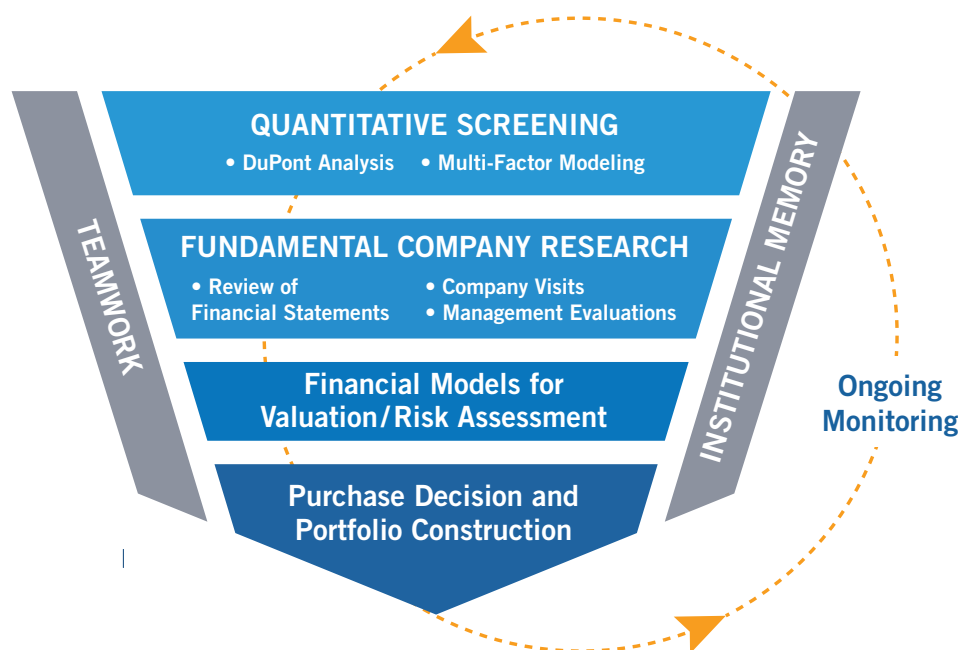 QUANTITATIVE SCREENING
• DuPont Analysis • Multi-Factor Modeling
TEAMWORK
FUNDAMENTAL COMPANY RESEARCH
• Review of
Financial Statements
• Company Visits
• Management Evaluations
INSTITUTIONAL MEMORY
Financial Models for
Valuation/Risk Assessment
Ongoing
Monitoring
Purchase Decision and
Portfolio Construction